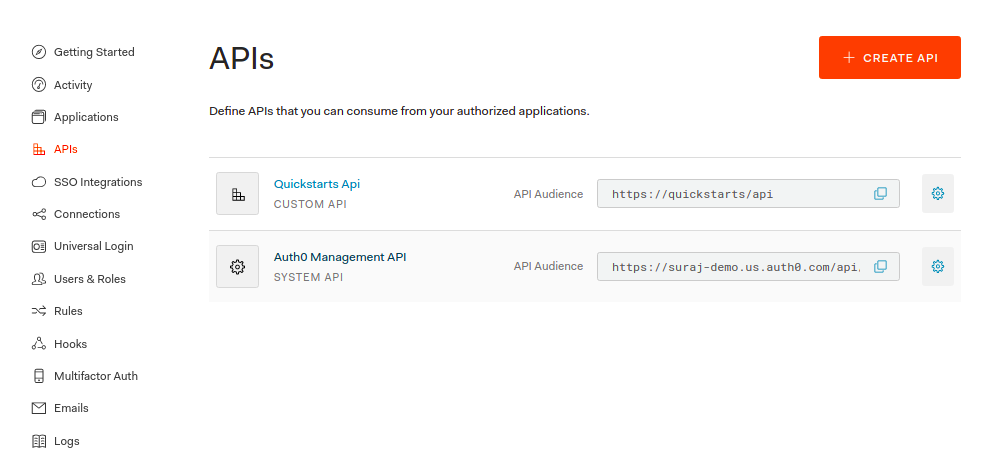 Getting Started
Activity
Applications
APIs
SSO Integrations
Connections
Universal Login
Users & Roles
Rules
Hooks
Multifactor Auth
Emails
Logs
APIs
+ CREATE API
Define APIs that you can consume from your authorized applications.
Quickstarts Api
CUSTOM API
API Audience
https://quickstarts/api
Auth0 Management API
SYSTEM API
API Audience
https://suraj-demo.us.auth0.com/api